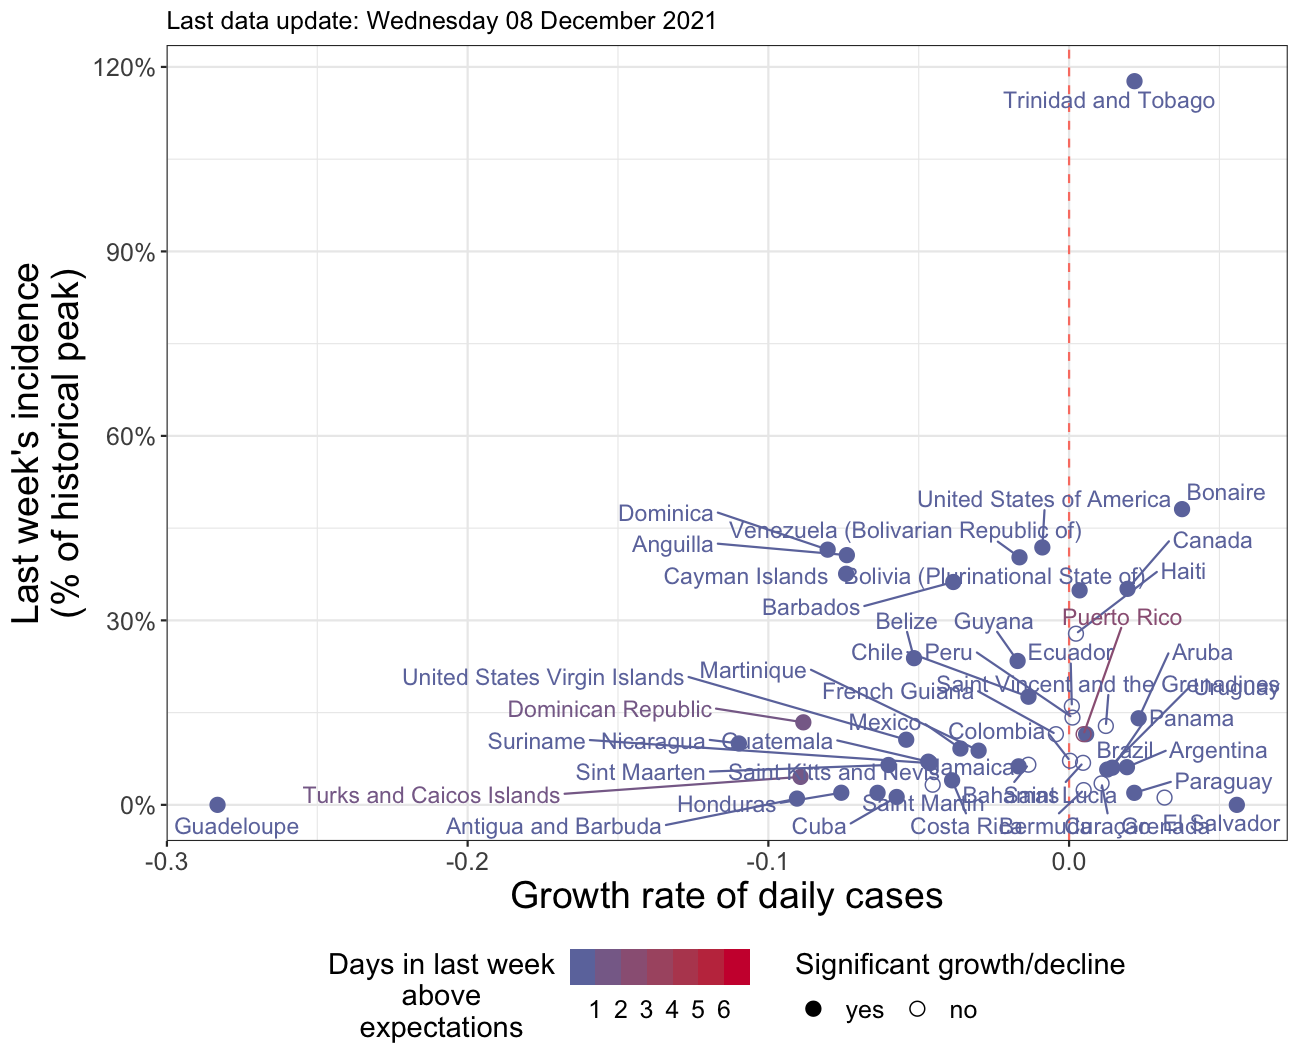 Last data update: Wednesday 08 December 2021
120%
90%
60%
30%
0%
Last week's incidence
(% of historical peak)
Trinidad and Tobago
Bonaire
United States of America
Dominica
Venezuela (Bolivarian Republic of)
Anguilla
Canada
Cayman Islands
Bolivia (Plurinational State of)
Haiti
Barbados
Belize
Guyana
Puerto Rico
Chile
Peru
Ecuador
Aruba
United States Virgin Islands
Martinique
French Guiana
Saint Vincent and the Grenadines
Uruguay
Dominican Republic
Mexico
Colombia
Panama
Suriname
Nicaragua
Guatemala
Brazil
Argentina
Sint Maarten
Saint Kitts and Nevis
Jamaica
Paraguay
Turks and Caicos Islands
Honduras
Saint Martin
Bahamas
Saint Lucia
Guadeloupe
Antigua and Barbuda
Cuba
Costa Rica
Bermuda
Curaçao
Grenada
El Salvador
-0.3
-0.2
-0.1
0.0
Growth rate of daily cases
Days in last week
above
expectations
1 2 3 4 5 6
Significant growth/decline
yes
no